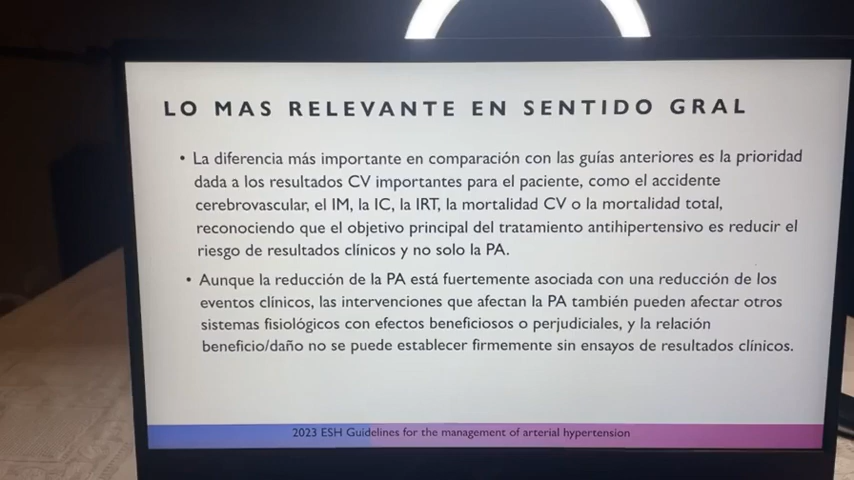 LO MAS RELEVANTE EN SENTIDO GRAL
• La diferencia más importante en comparación con las guías anteriores es la prioridad
dada a los resultados CV importantes para el paciente, como el accidente
cerebrovascular, el IM, la IC, la IRT, la mortalidad CV o la mortalidad total,
reconociendo que el objetivo principal del tratamiento antihipertensivo es reducir el
riesgo de resultados clínicos y no solo la PA.
• Aunque la reducción de la PA está fuertemente asociada con una reducción de los
eventos clínicos, las intervenciones que afectan la PA también pueden afectar otros
sistemas fisiológicos con efectos beneficiosos o perjudiciales, y la relación
beneficio/daño no se puede establecer firmemente sin ensayos de resultados clínicos.
2023 ESH Guidelines for the management of arterial hypertension